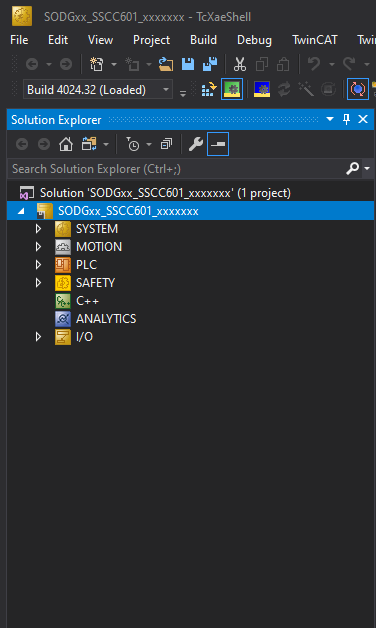 SODGxx_SSCC601_xxxxxxx - TcXaeShell
File Edit View Project Build Debug TwinCAT
Build 4024.32 (Loaded)
Solution Explorer
Search Solution Explorer (Ctrl+;)
Solution 'SODGxx_SSCC601_xxxxxxx' (1 project)
SODGxx_SSCC601_xxxxxxx
SYSTEM
MOTION
PLC
SAFETY
C++
ANALYTICS
I/O